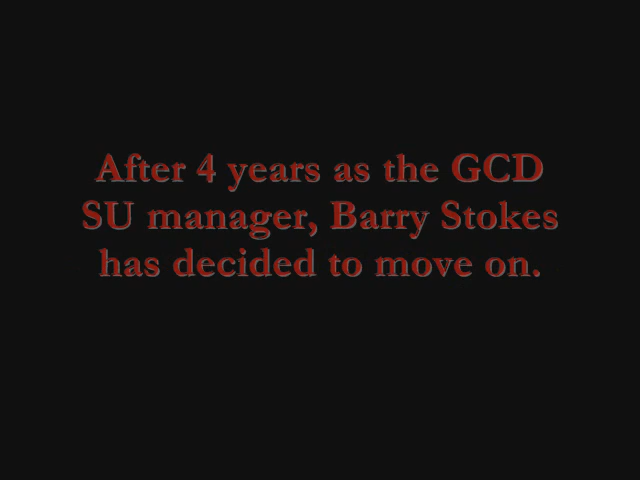 After 4 years as the GCD
SU manager, Barry Stokes
has decided to move on.